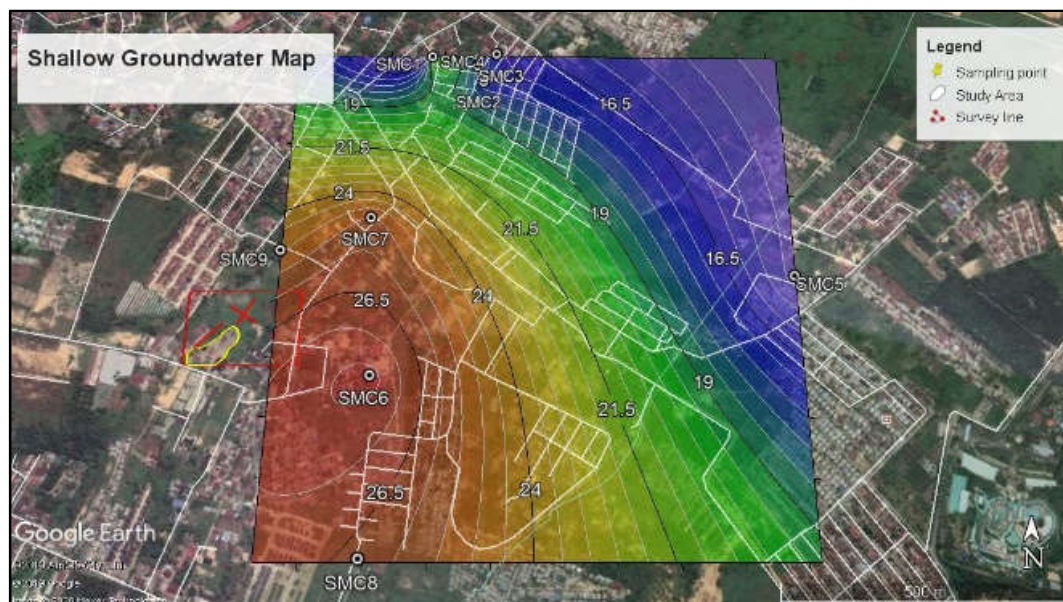 Shallow Groundwater Map
Legend
Sampling point
Study Area
Survey line
SMC1
SMC4
SMC3
SMC2
19
16.5
21.5
24
SMC7
SMC9
19
21.5
16.5
SMC5
26.5
24
SMC6
19
21.5
26.5
24
Google Earth
SMC8
N
500 m